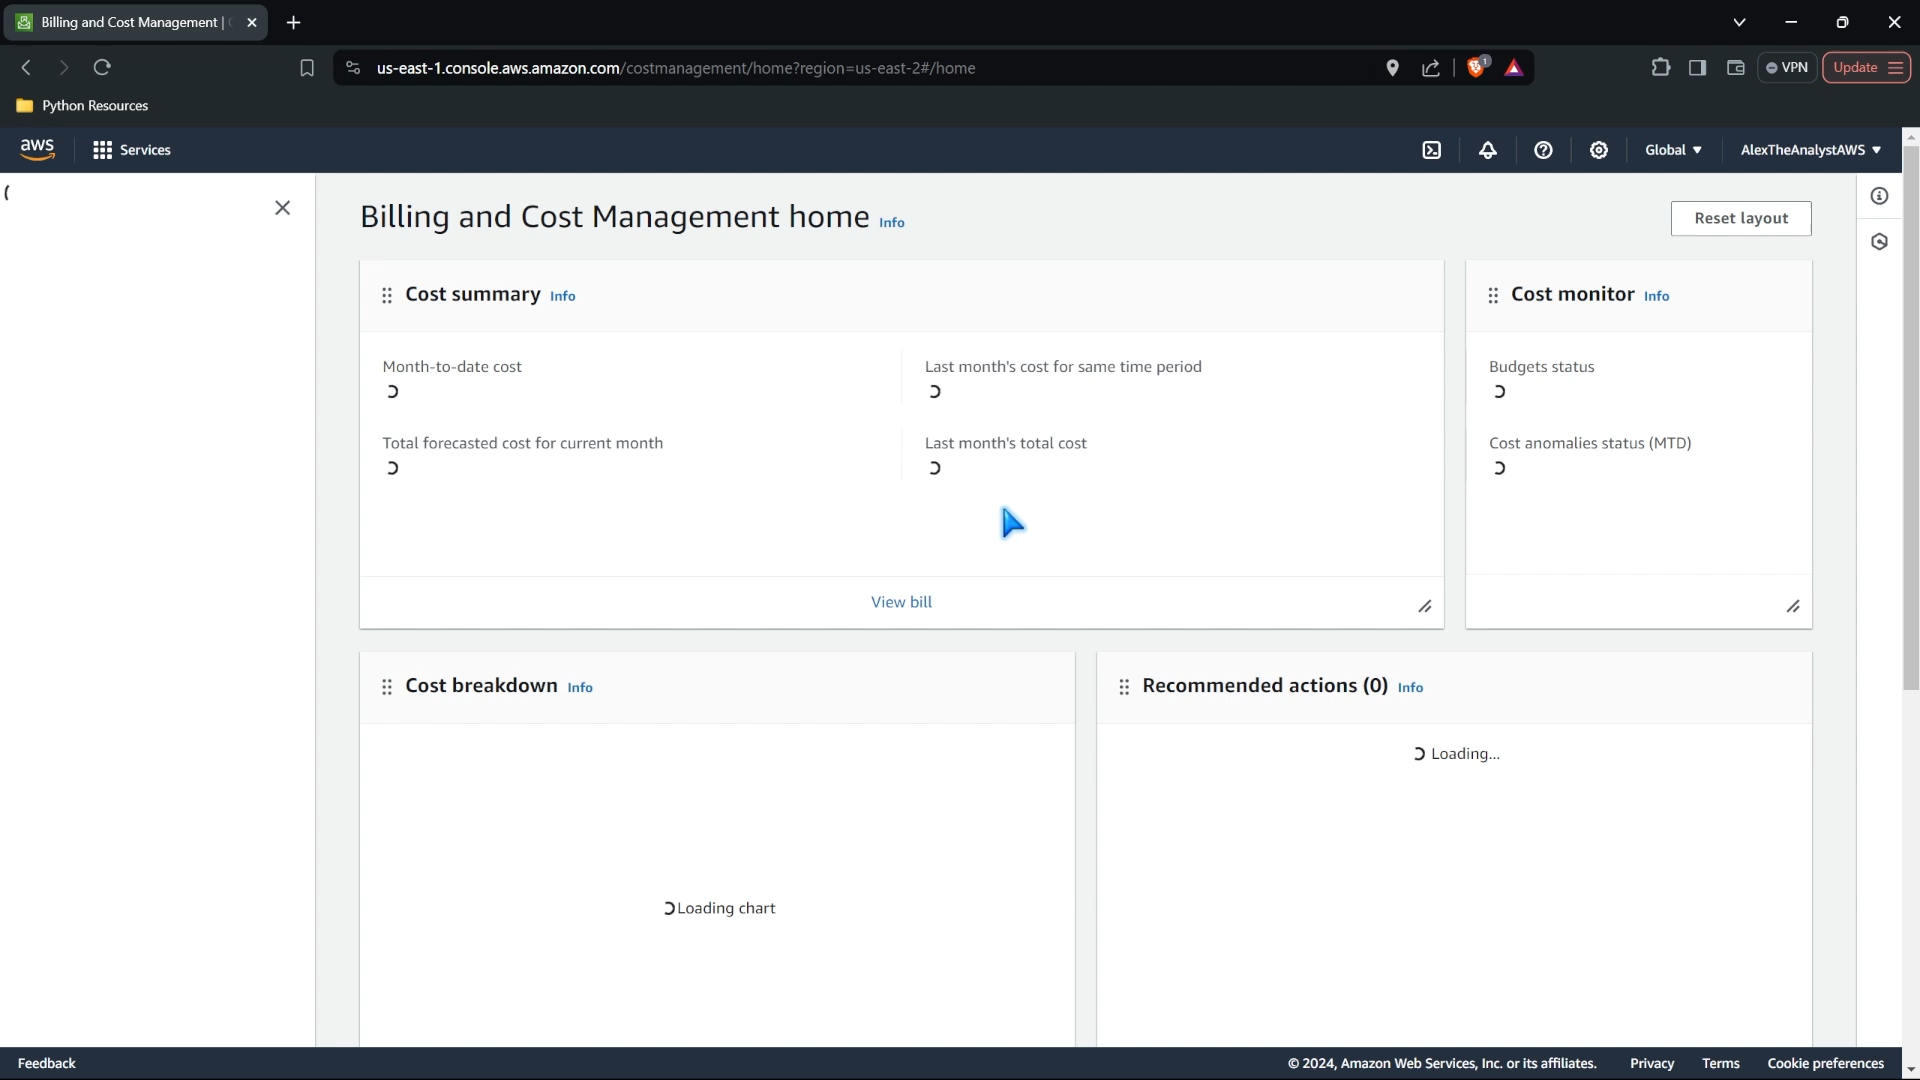 Billing and Cost Management |
us-east-1.console.aws.amazon.com/costmanagement/home?region=us-east-2#/home
1
VPN
Update
Python Resources
aws
Services
Global
AlexTheAnalystAWS
Billing and Cost Management home Info
Reset layout
Cost summary Info
Cost monitor Info
Month-to-date cost
Last month's cost for same time period
Budgets status
Total forecasted cost for current month
Last month's total cost
Cost anomalies status (MTD)
View bill
Cost breakdown Info
Recommended actions (0) Info
Loading...
Loading chart
Feedback
© 2024, Amazon Web Services, Inc. or its affiliates.
Privacy
Terms
Cookie preferences